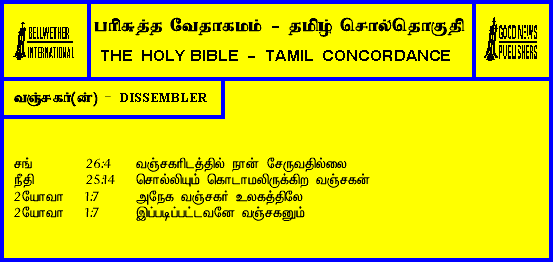 BELLWETHER
INTERNATIONAL
பரிசுத்த வேதாகமம் - தமிழ் சொல்தொகுதி
THE HOLY BIBLE - TAMIL CONCORDANCE
GOOD NEWS
PUBLISHERS
வஞ்சகர்(ன்) - DISSEMBLER
சங் 26:4 வஞ்சகரிடத்தில் நான் சேருவதில்லை
நீதி 25:14 சொல்லியும் கொடாமலிருக்கிற வஞ்சகன்
2யோவா 1:7 அநேக வஞ்சகர் உலகத்திலே
2யோவா 1:7 இப்படிப்பட்டவனே வஞ்சகனும்